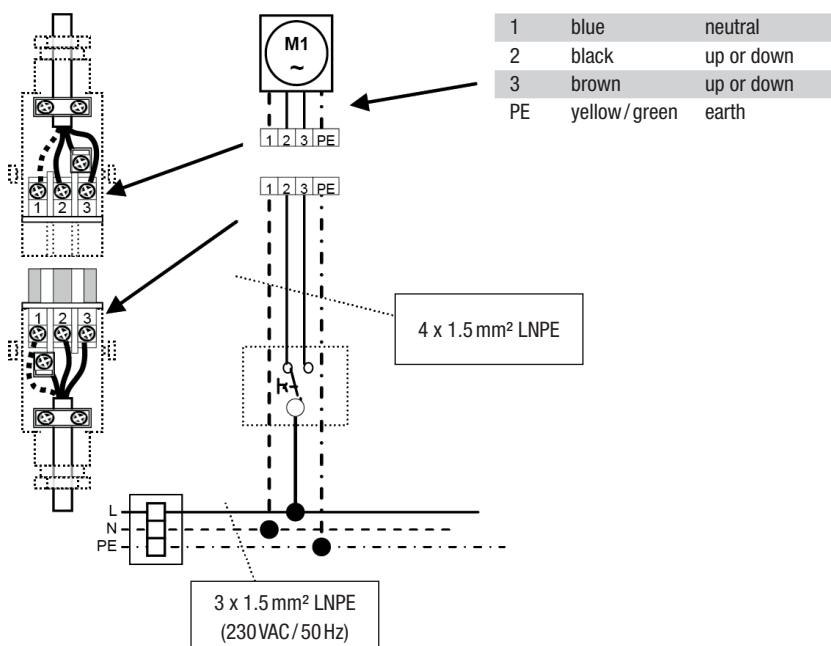 M1
~
1 blue neutral
2 black up or down
3 brown up or down
PE yellow/green earth
1 2 3 PE
1 2 3
1 2 3 PE
1 2 3
4 x 1.5 mm² LNPE
L
N
PE
3 x 1.5 mm² LNPE
(230 VAC/50 Hz)